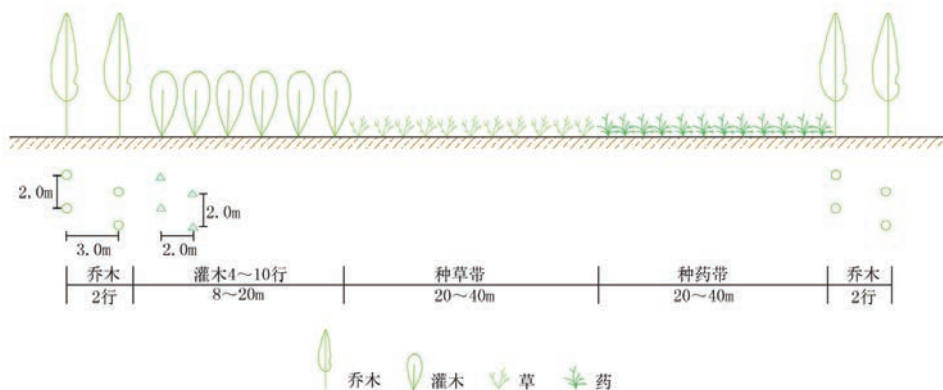 2.0m
2.0m
3.0m
2.0m
乔木 灌木4～10行 种草带 种药带 乔木
2行 8～20m 20～40m 20～40m 2行
乔木 灌木 草 药